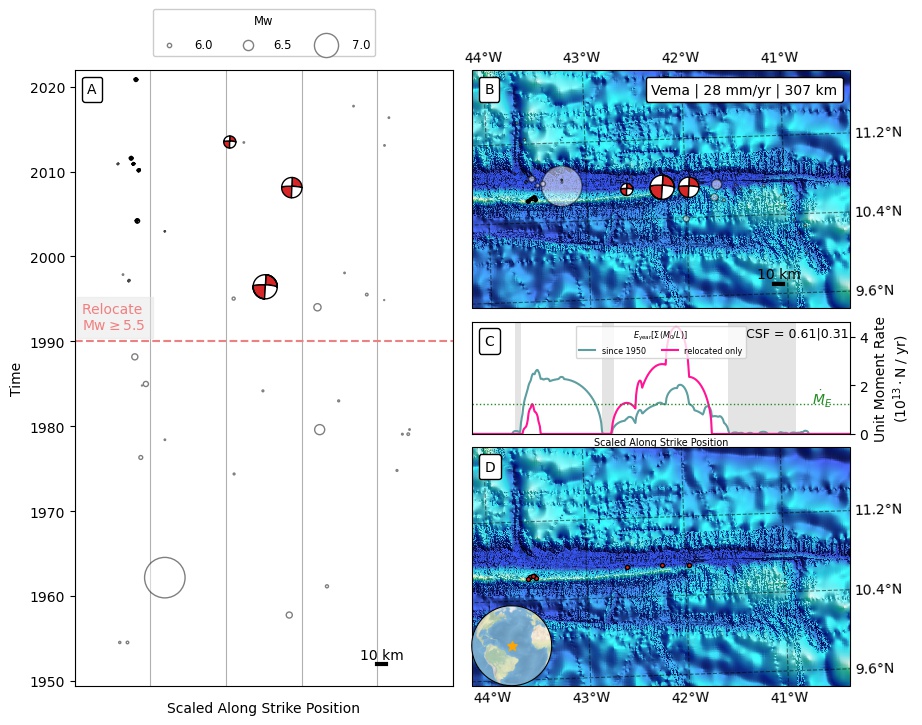 Mw
6.0 6.5 7.0
A
2020
2010
2000
1990
1980
1970
1960
1950
Time
Relocate
Mw ≥ 5.5
10 km
Scaled Along Strike Position
44°W 43°W 42°W 41°W
B
Vema | 28 mm/yr | 307 km
11.2°N
10.4°N
9.6°N
10 km
C
E_year[Σ(Ṁ₀/L)]
since 1950 relocated only
CSF = 0.61|0.31
Ṁ_E
4
2
0
Unit Moment Rate
(10¹³ · N / yr)
Scaled Along Strike Position
D
11.2°N
10.4°N
9.6°N
44°W 43°W 42°W 41°W